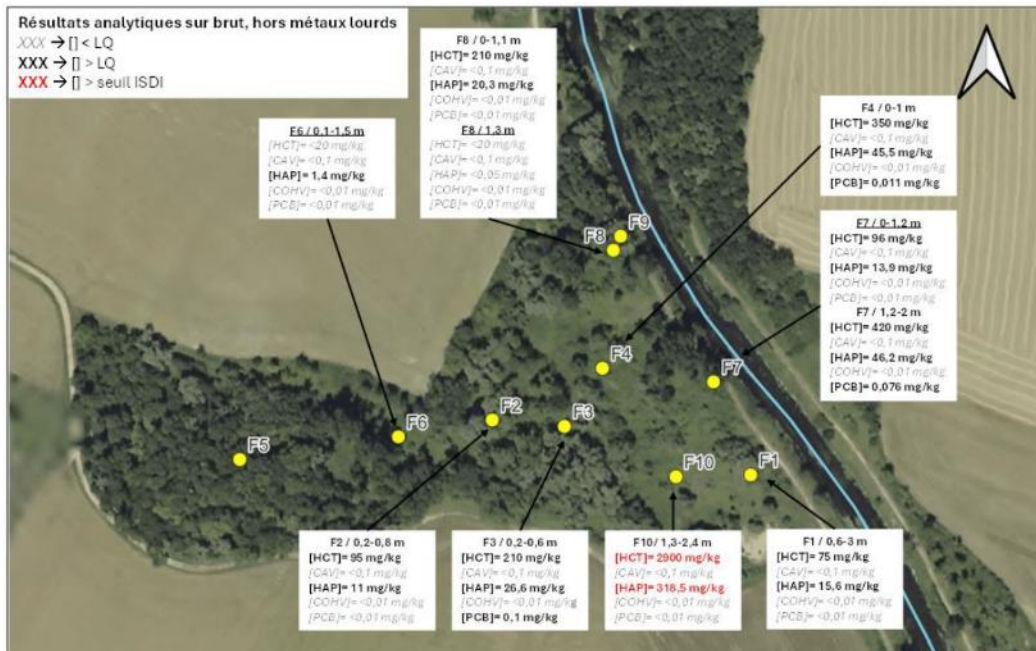 Résultats analytiques sur brut, hors métaux lourds
XXX → [] < LQ
XXX → [] > LQ
XXX → [] > seuil ISDI
F8 / 0-1,1 m
[HCT]= 210 mg/kg
[CAV]= <0,1 mg/kg
[HAP]= 20,3 mg/kg
[COHV]= <0,01 mg/kg
[PCB]= <0,01 mg/kg
F8 / 1,3 m
[HCT]= <20 mg/kg
[CAV]= <0,1 mg/kg
[HAP]= <0,05 mg/kg
[COHV]= <0,01 mg/kg
[PCB]= <0,01 mg/kg
F4 / 0-1 m
[HCT]= 350 mg/kg
[CAV]= <0,1 mg/kg
[HAP]= 45,5 mg/kg
[COHV]= <0,01 mg/kg
[PCB]= 0,011 mg/kg
F6 / 0,1-1,5 m
[HCT]= <20 mg/kg
[CAV]= <0,1 mg/kg
[HAP]= 1,4 mg/kg
[COHV]= <0,01 mg/kg
[PCB]= <0,01 mg/kg
F7 / 0-1,2 m
[HCT]= 96 mg/kg
[CAV]= <0,1 mg/kg
[HAP]= 13,9 mg/kg
[COHV]= <0,01 mg/kg
[PCB]= <0,01 mg/kg
F7 / 1,2-2 m
[HCT]= 420 mg/kg
[CAV]= <0,1 mg/kg
[HAP]= 46,2 mg/kg
[COHV]= <0,01 mg/kg
[PCB]= 0,076 mg/kg
F9
F8
F4
F7
F2
F3
F6
F5
F10
F1
F2 / 0,2-0,8 m
[HCT]= 95 mg/kg
[CAV]= <0,1 mg/kg
[HAP]= 11 mg/kg
[COHV]= <0,01 mg/kg
[PCB]= <0,01 mg/kg
F3 / 0,2-0,6 m
[HCT]= 210 mg/kg
[CAV]= <0,1 mg/kg
[HAP]= 26,6 mg/kg
[COHV]= <0,01 mg/kg
[PCB]= 0,1 mg/kg
F10/ 1,3-2,4 m
[HCT]= 2900 mg/kg
[CAV]= <0,1 mg/kg
[HAP]= 316,5 mg/kg
[COHV]= <0,01 mg/kg
[PCB]= <0,01 mg/kg
F1 / 0,6-3 m
[HCT]= 75 mg/kg
[CAV]= <0,1 mg/kg
[HAP]= 15,6 mg/kg
[COHV]= <0,01 mg/kg
[PCB]= <0,01 mg/kg